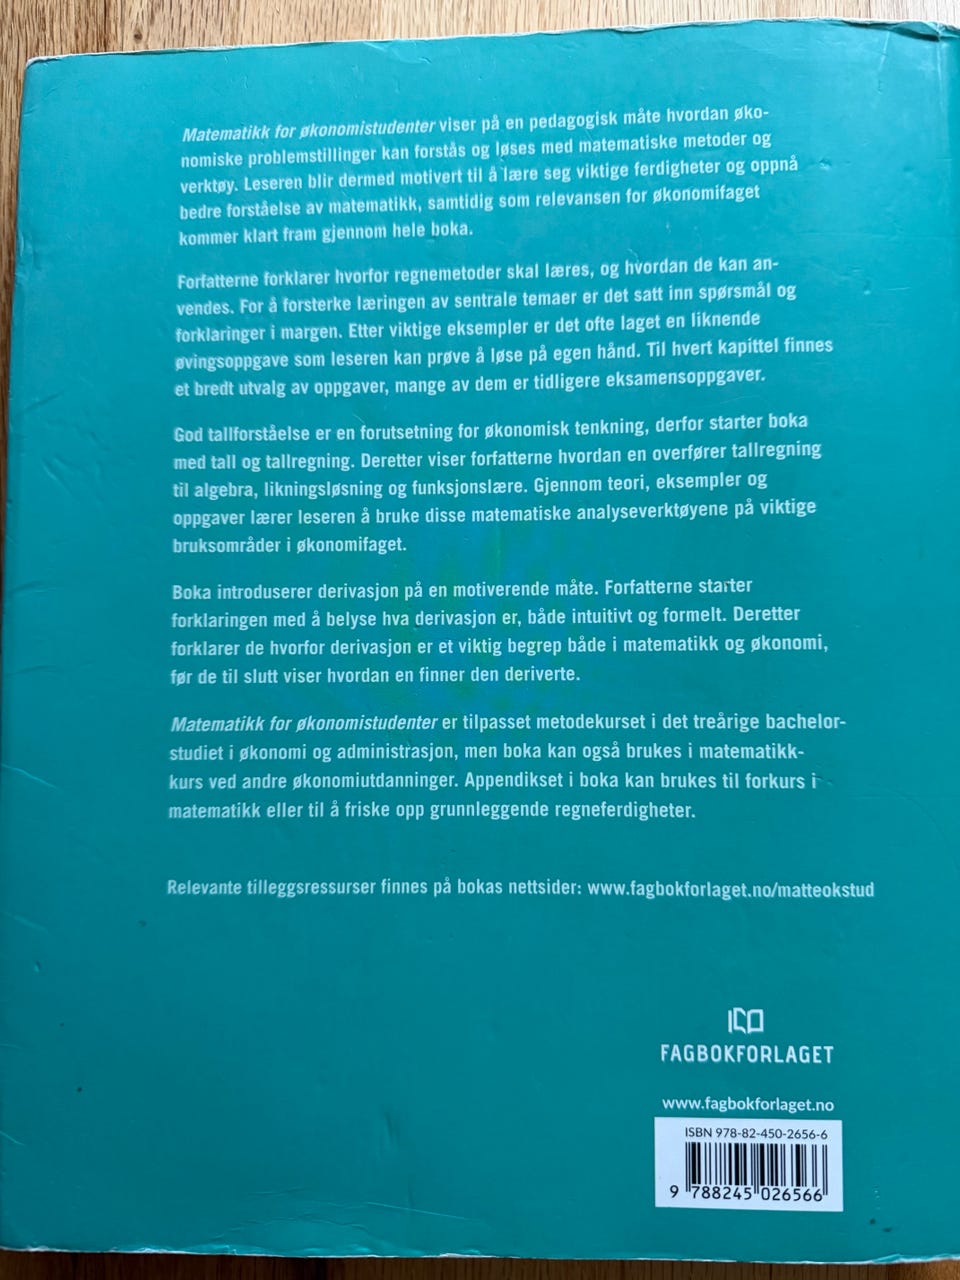 Matematikk for økonomistudenter viser på en pedagogisk måte hvordan øko-
nomiske problemstillinger kan forstås og løses med matematiske metoder og
verktøy. Leseren blir dermed motivert til å lære seg viktige ferdigheter og oppnå
bedre forståelse av matematikk, samtidig som relevansen for økonomifaget
kommer klart fram gjennom hele boka.
Forfatterne forklarer hvorfor regnemetoder skal læres, og hvordan de kan an-
vendes. For å forsterke læringen av sentrale temaer er det satt inn spørsmål og
forklaringer i margen. Etter viktige eksempler er det ofte laget en liknende
øvingsoppgave som leseren kan prøve å løse på egen hånd. Til hvert kapittel finnes
et bredt utvalg av oppgaver, mange av dem er tidligere eksamensoppgaver.
God tallforståelse er en forutsetning for økonomisk tenkning, derfor starter boka
med tall og tallregning. Deretter viser forfatterne hvordan en overfører tallregning
til algebra, likningsløsning og funksjonslære. Gjennom teori, eksempler og
oppgaver lærer leseren å bruke disse matematiske analyseverktøyene på viktige
bruksområder i økonomifaget.
Boka introduserer derivasjon på en motiverende måte. Forfatterne starter
forklaringen med å belyse hva derivasjon er, både intuitivt og formelt. Deretter
forklarer de hvorfor derivasjon er et viktig begrep både i matematikk og økonomi,
før de til slutt viser hvordan en finner den deriverte.
Matematikk for økonomistudenter er tilpasset metodekurset i det treårige bachelor-
studiet i økonomi og administrasjon, men boka kan også brukes i matematikk-
kurs ved andre økonomiutdanninger. Appendikset i boka kan brukes til forkurs i
matematikk eller til å friske opp grunnleggende regneferdigheter.
Relevante tilleggsressurser finnes på bokas nettsider: www.fagbokforlaget.no/matteokstud
FAGBOKFORLAGET
www.fagbokforlaget.no
ISBN 978-82-450-2656-6
9 788245 026566